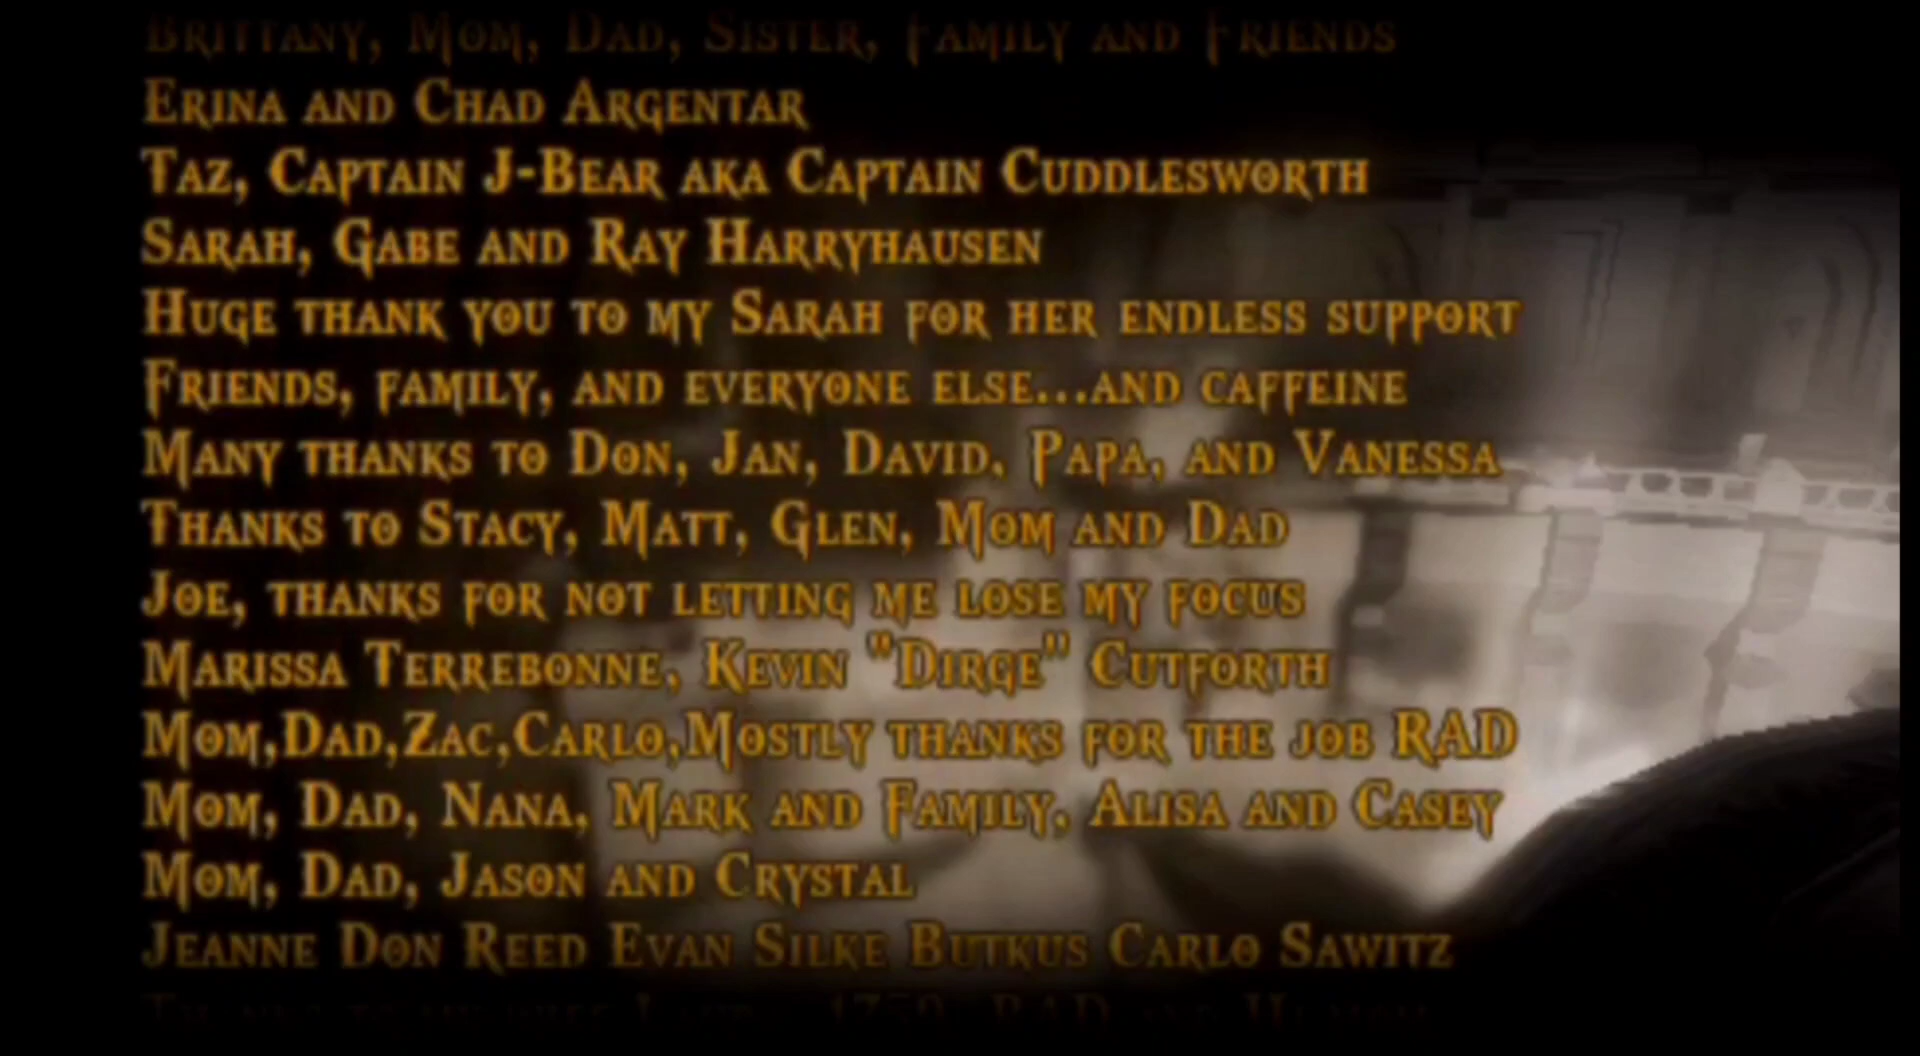 Brittany, Mom, Dad, Sister, Family and Friends
Erina and Chad Argentar
Taz, Captain J-Bear aka Captain Cuddlesworth
Sarah, Gabe and Ray Harryhausen
Huge thank you to my Sarah for her endless support
Friends, family, and everyone else...and caffeine
Many thanks to Don, Jan, David, Papa, and Vanessa
Thanks to Stacy, Matt, Glen, Mom and Dad
Joe, thanks for not letting me lose my focus
Marissa Terrebonne, Kevin "Dirge" Cutforth
Mom,Dad,Zac,Carlo,Mostly thanks for the job RAD
Mom, Dad, Nana, Mark and Family, Alisa and Casey
Mom, Dad, Jason and Crystal
Jeanne Don Reed Evan Silke Butkus Carlo Sawitz
RAD